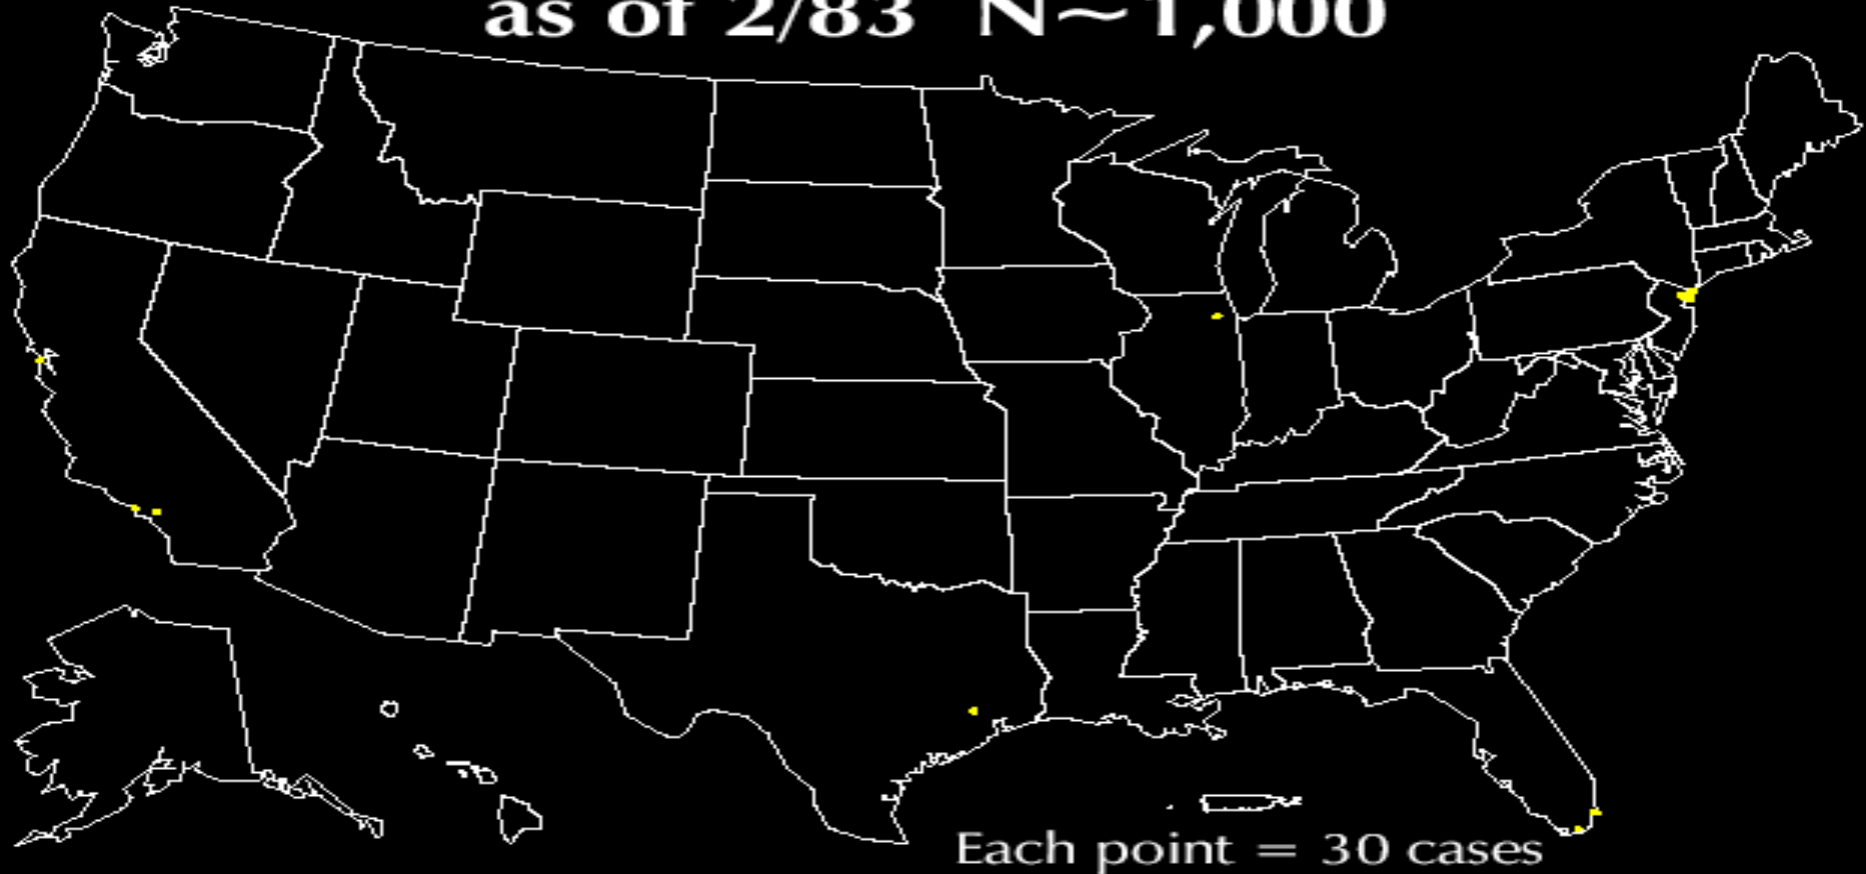 as of 2/83 N~1,000
Each point = 30 cases